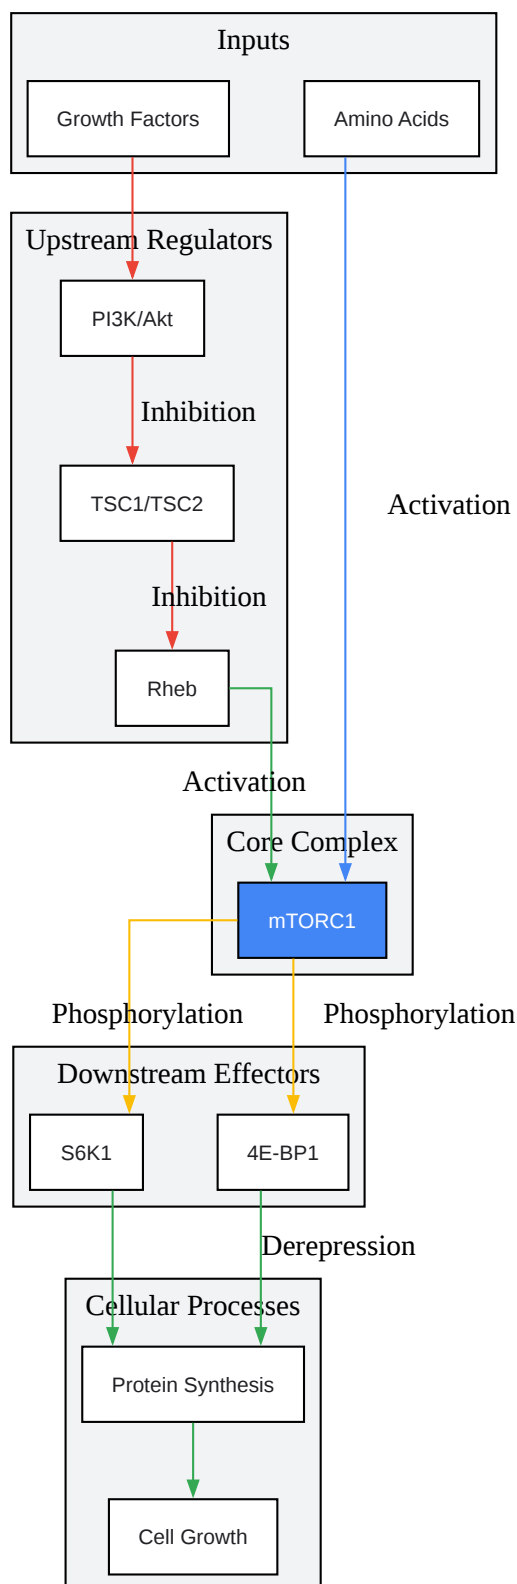 Inputs
Growth Factors
Amino Acids
Upstream Regulators
PI3K/Akt
Inhibition
TSC1/TSC2
Activation
Inhibition
Rheb
Activation
Core Complex
mTORC1
Phosphorylation
Phosphorylation
Downstream Effectors
S6K1
4E-BP1
Derepression
Cellular Processes
Protein Synthesis
Cell Growth